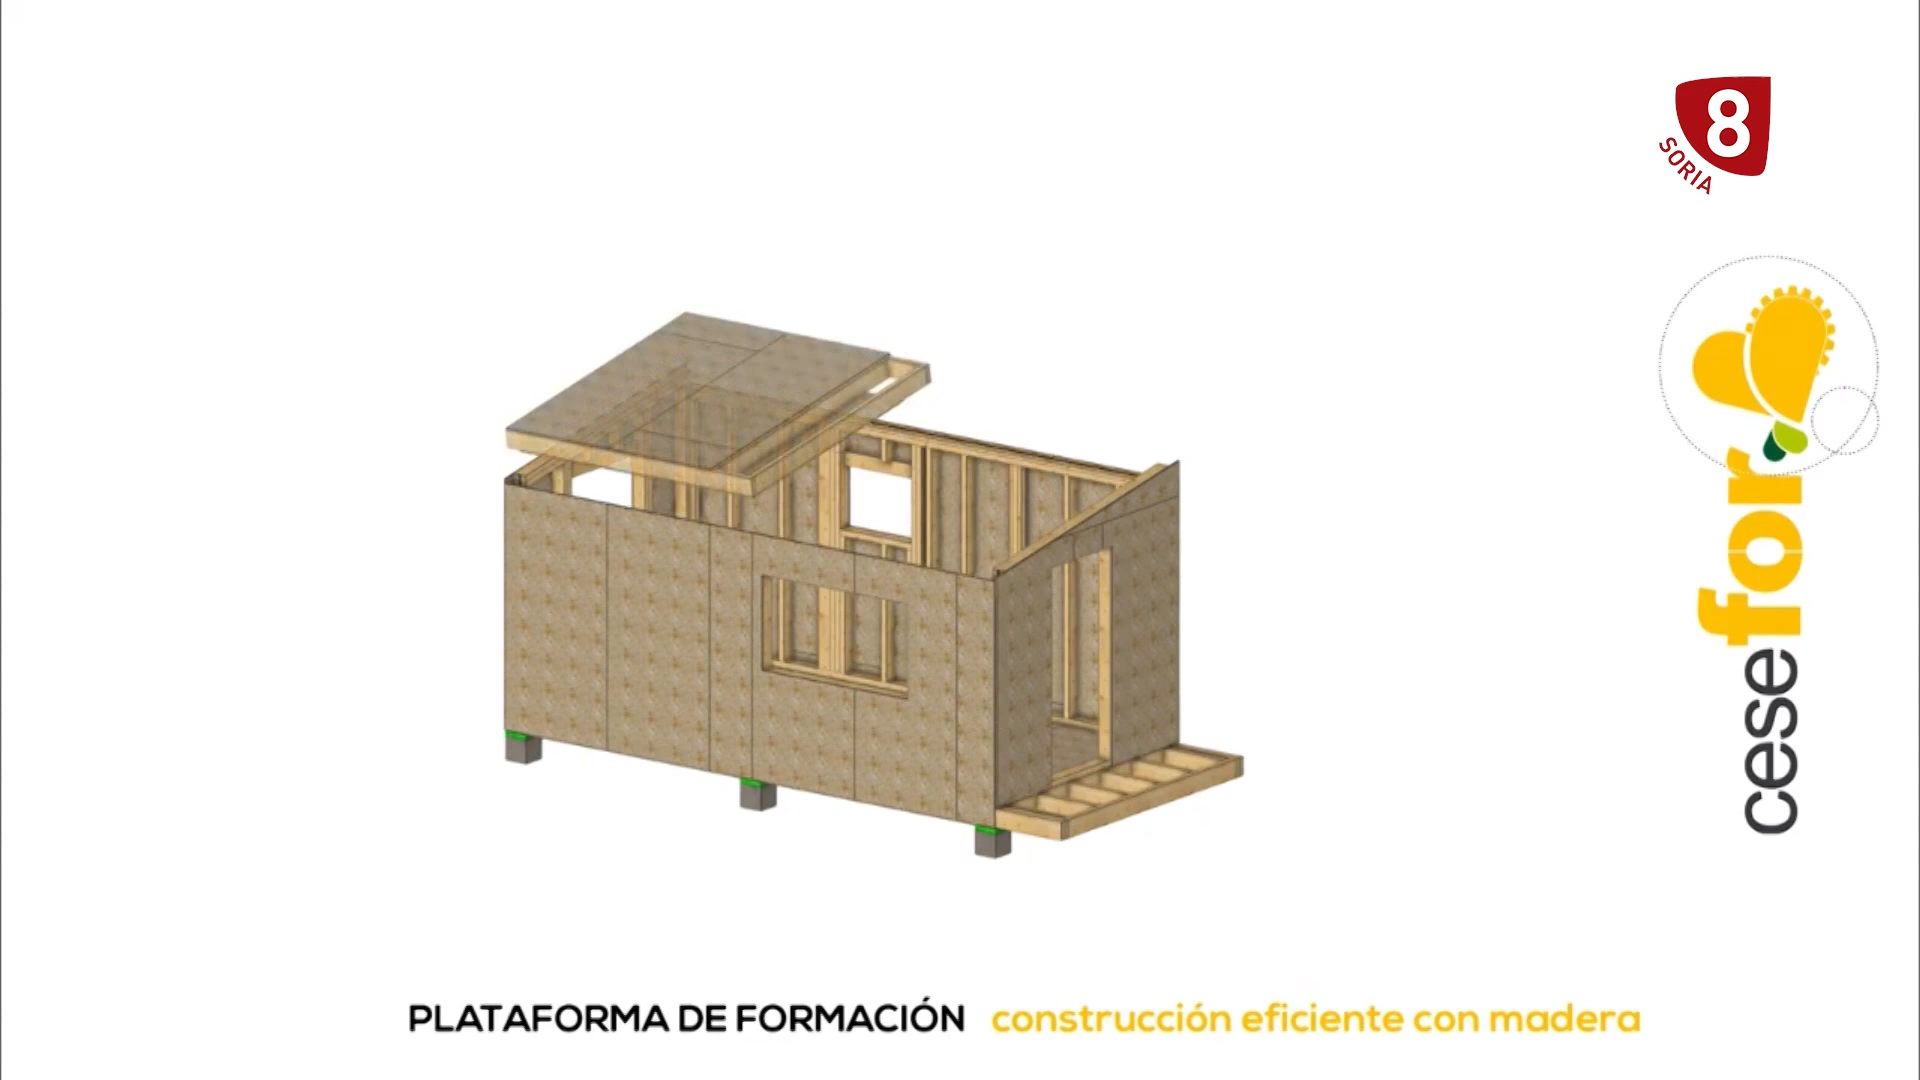 8
SORIA
cesefor
PLATAFORMA DE FORMACIÓN construcción eficiente con madera